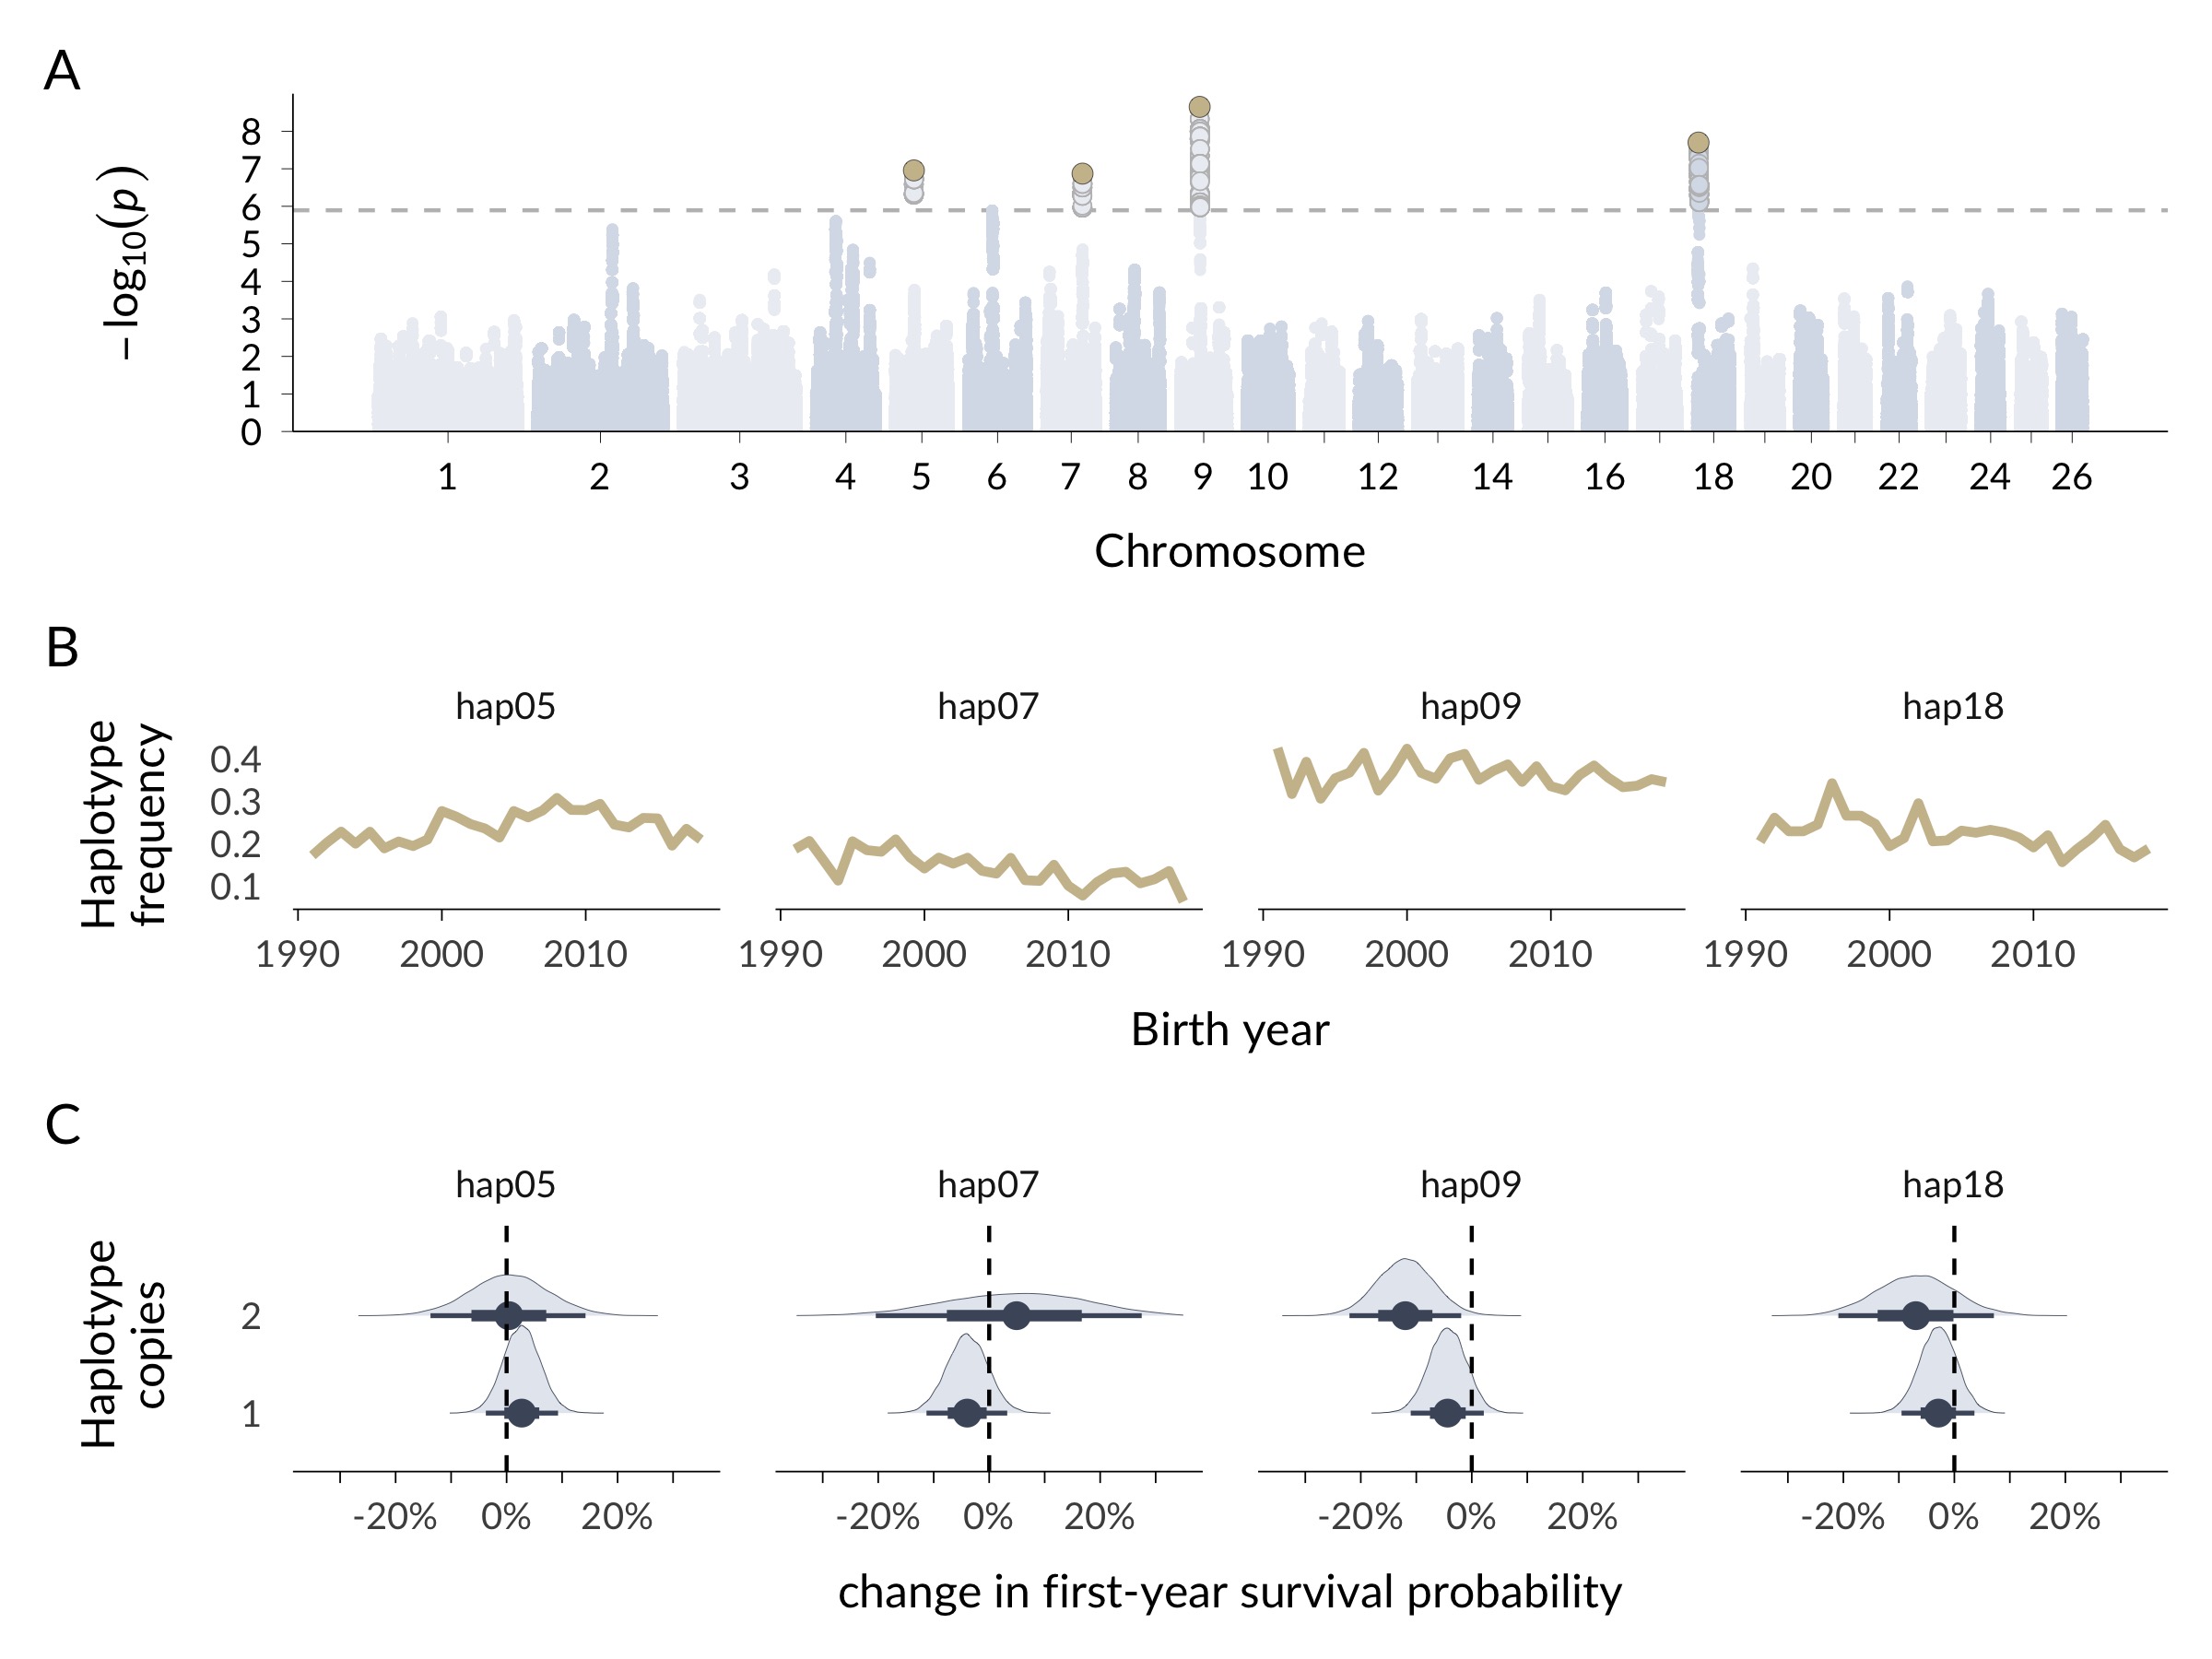 A
8
7
6
5
4
3
2
1
0
−log10(p)
1 2 3 4 5 6 7 8 9 10 12 14 16 18 20 22 24 26
Chromosome
B
hap05 hap07 hap09 hap18
Haplotype
frequency
0.4
0.3
0.2
0.1
1990 2000 2010 1990 2000 2010 1990 2000 2010 1990 2000 2010
Birth year
C
hap05 hap07 hap09 hap18
Haplotype
copies
2
1
-20% 0% 20% -20% 0% 20% -20% 0% 20% -20% 0% 20%
change in first-year survival probability